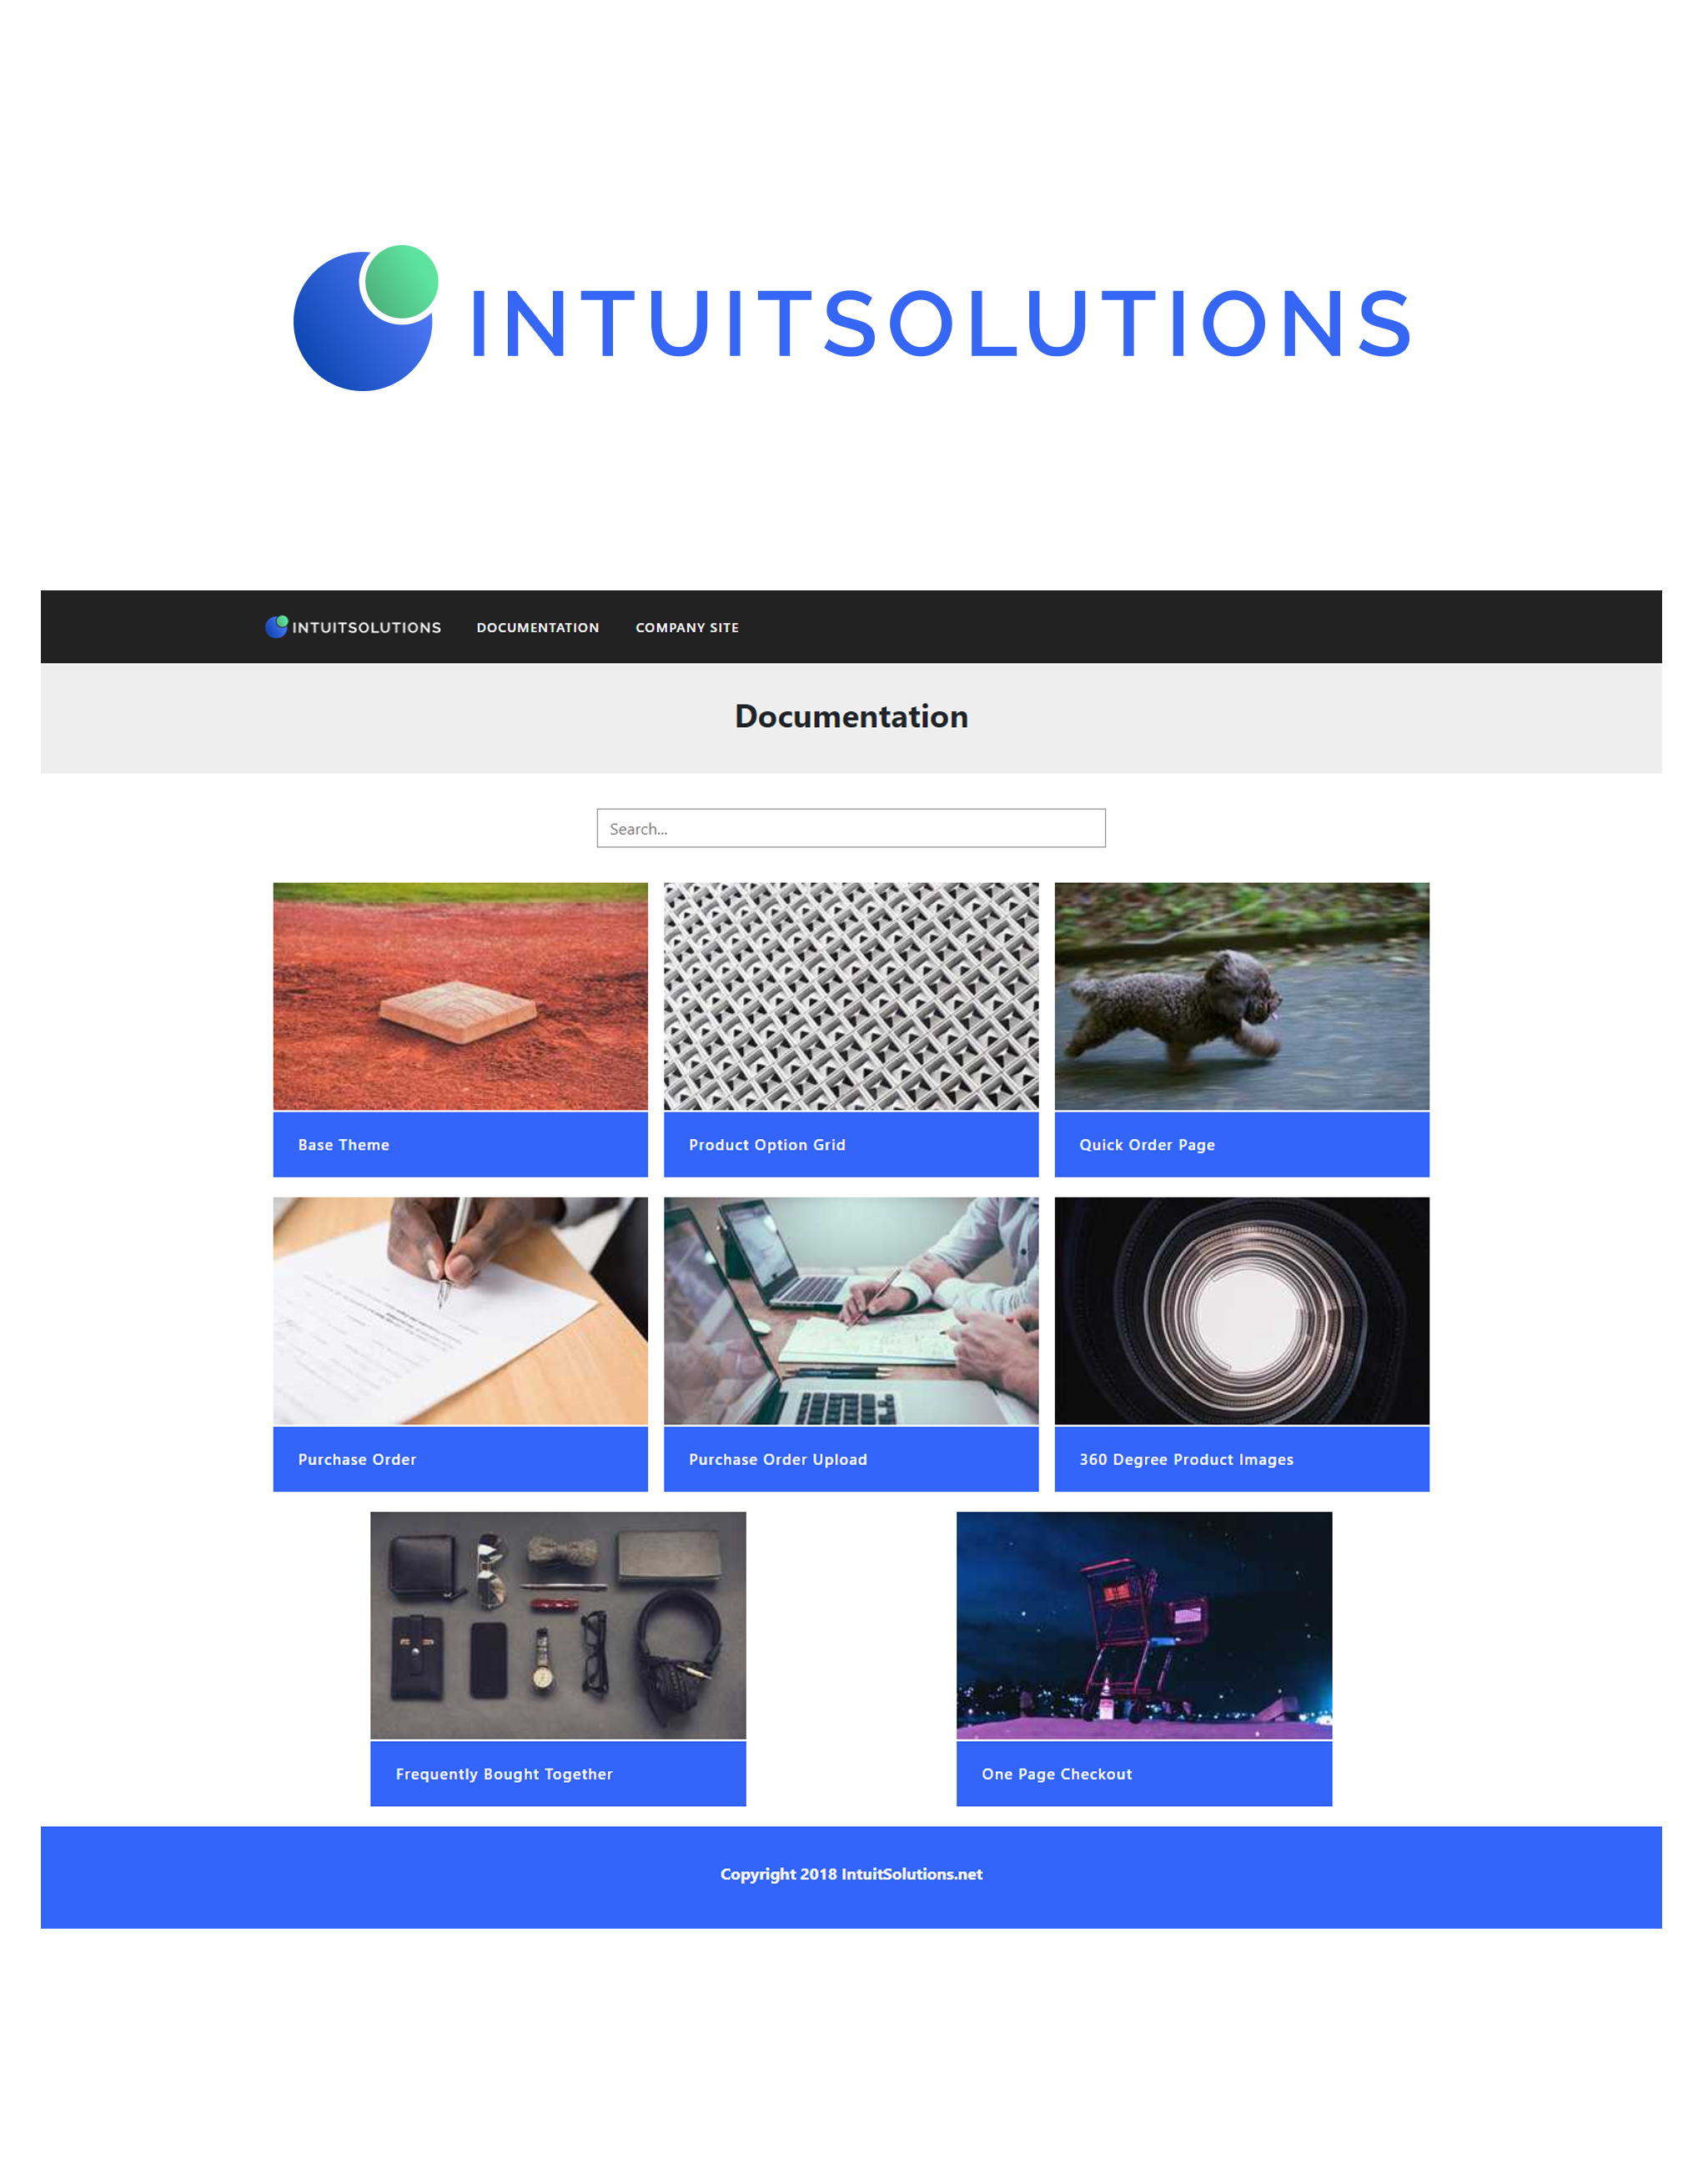 INTUITSOLUTIONS
INTUITSOLUTIONS DOCUMENTATION COMPANY SITE
Documentation
Search...
Base Theme
Product Option Grid
Quick Order Page
Purchase Order
Purchase Order Upload
360 Degree Product Images
Frequently Bought Together
One Page Checkout
Copyright 2018 IntuitSolutions.net